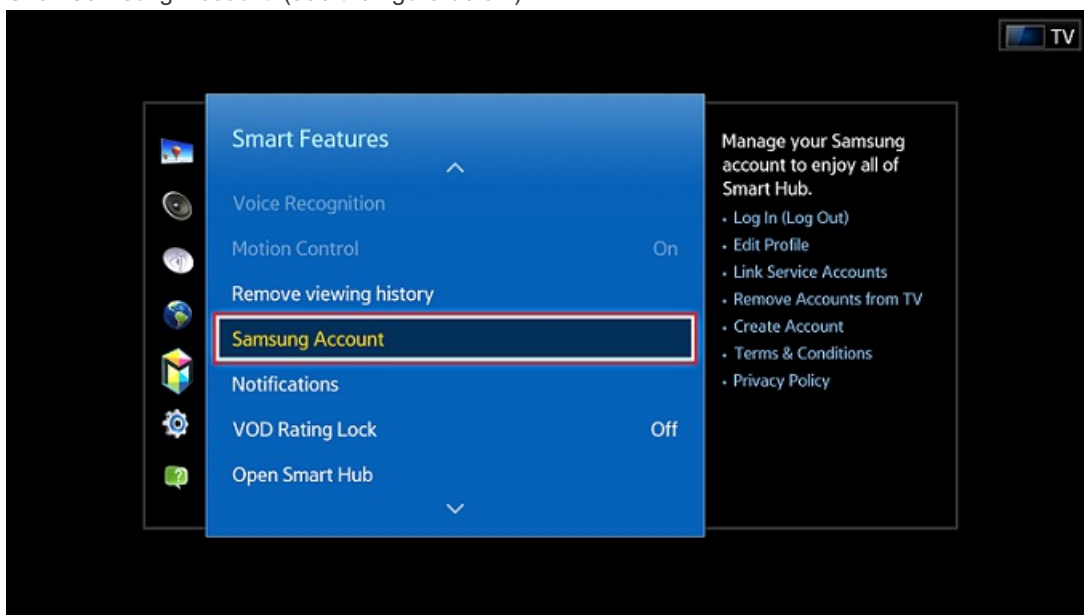 TV
Smart Features
Voice Recognition
Motion Control On
Remove viewing history
Samsung Account
Notifications
VOD Rating Lock Off
Open Smart Hub
Manage your Samsung
account to enjoy all of
Smart Hub.
• Log In (Log Out)
• Edit Profile
• Link Service Accounts
• Remove Accounts from TV
• Create Account
• Terms & Conditions
• Privacy Policy